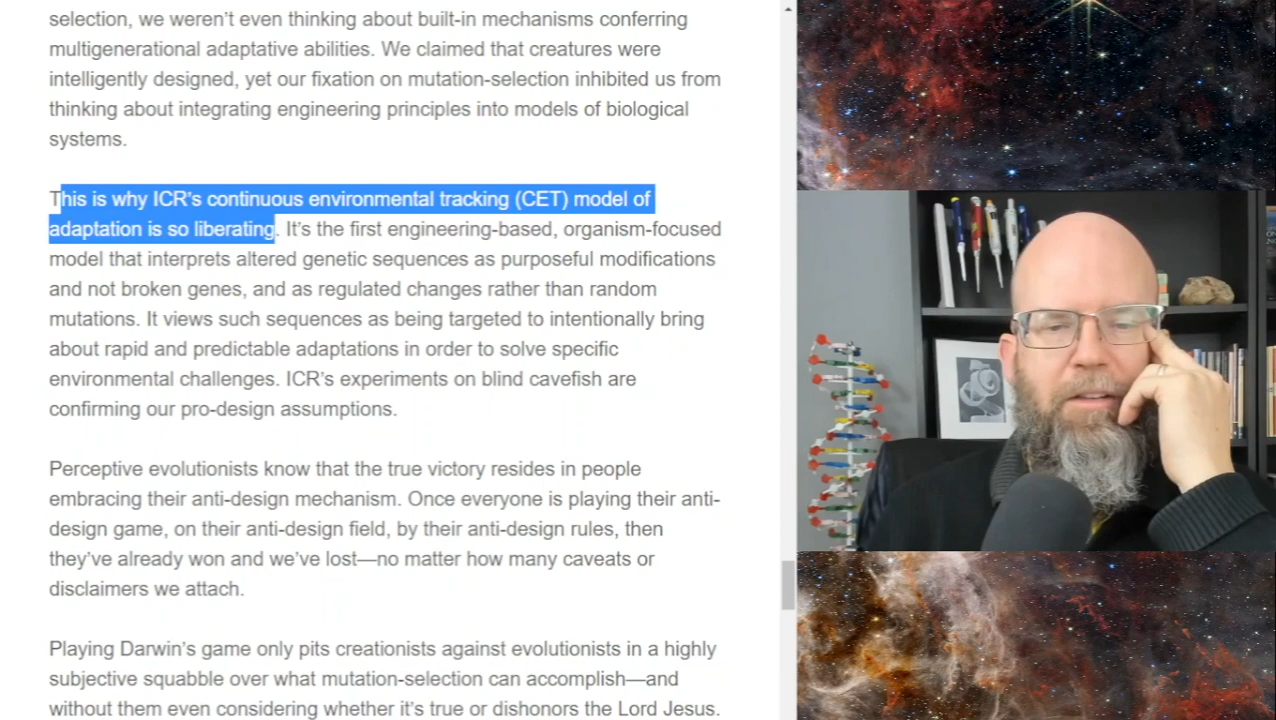 selection, we weren’t even thinking about built-in mechanisms conferring
multigenerational adaptative abilities. We claimed that creatures were
intelligently designed, yet our fixation on mutation-selection inhibited us from
thinking about integrating engineering principles into models of biological
systems.
This is why ICR’s continuous environmental tracking (CET) model of
adaptation is so liberating. It’s the first engineering-based, organism-focused
model that interprets altered genetic sequences as purposeful modifications
and not broken genes, and as regulated changes rather than random
mutations. It views such sequences as being targeted to intentionally bring
about rapid and predictable adaptations in order to solve specific
environmental challenges. ICR’s experiments on blind cavefish are
confirming our pro-design assumptions.
Perceptive evolutionists know that the true victory resides in people
embracing their anti-design mechanism. Once everyone is playing their anti-
design game, on their anti-design field, by their anti-design rules, then
they’ve already won and we’ve lost—no matter how many caveats or
disclaimers we attach.
Playing Darwin’s game only pits creationists against evolutionists in a highly
subjective squabble over what mutation-selection can accomplish—and
without them even considering whether it’s true or dishonors the Lord Jesus.